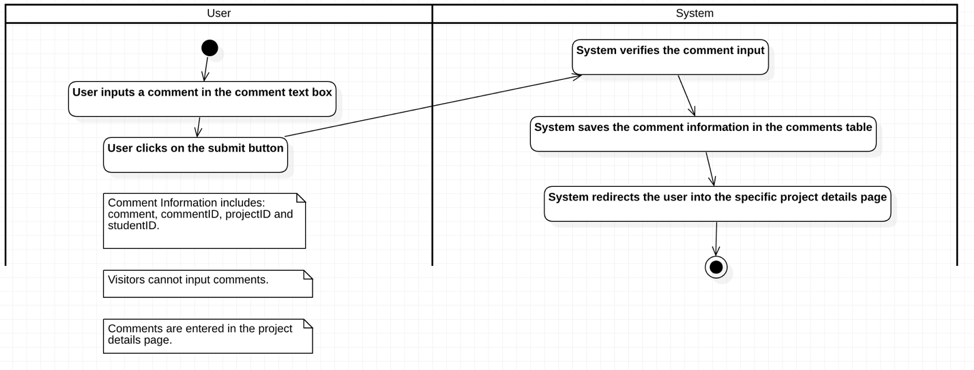 User
System
User inputs a comment in the comment text box
User clicks on the submit button
Comment Information includes:
comment, commentID, projectID and
studentID.
Visitors cannot input comments.
Comments are entered in the project
details page.
System verifies the comment input
System saves the comment information in the comments table
System redirects the user into the specific project details page